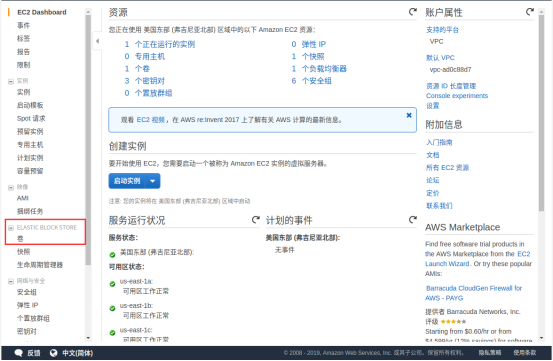 EC2 Dashboard
事件
标签
报告
限制
实例
实例
启动模板
Spot 请求
预留实例
专用主机
计划实例
容量预留
映像
AMI
捆绑任务
ELASTIC BLOCK STORE
卷
快照
生命周期管理器
网络与安全
安全组
弹性 IP
个置放群组
密钥对
资源
您正在使用 美国东部 (弗吉尼亚北部) 区域中的以下 Amazon EC2 资源：
1 个正在运行的实例
0 弹性 IP
0 专用主机
1 个快照
1 个卷
1 个负载均衡器
3 个密钥对
6 个安全组
0 个置放群组
观看 EC2 视频，在 AWS re:Invent 2017 上了解有关 AWS 计算的最新信息。
创建实例
要开始使用 EC2，您需要启动一个被称为 Amazon EC2 实例的虚拟服务器。
启动实例
注意: 您的实例将在 美国东部 (弗吉尼亚北部) 区域中启动
服务运行状况
服务状态:
美国东部 (弗吉尼亚北部):
可用区状态:
us-east-1a:
可用区工作正常
us-east-1b:
可用区工作正常
us-east-1c:
可用区工作正常
计划的事件
美国东部 (弗吉尼亚北部):
无事件
账户属性
支持的平台
VPC
默认 VPC
vpc-ad0c88d7
资源 ID 长度管理
Console experiments
设置
附加信息
入门指南
文档
所有 EC2 资源
论坛
定价
联系我们
AWS Marketplace
Find free software trial products in
the AWS Marketplace from the EC2
Launch Wizard. Or try these popular
AMIs:
Barracuda CloudGen Firewall for
AWS - PAYG
提供者 Barracuda Networks, Inc.
评级
Starting from $0.60/hr or from
$4,599/yr (12% savings) for software
反馈
中文(简体)
© 2008 - 2019, Amazon Web Services, Inc. 或其子公司。保留所有权利。
隐私策略
使用条款